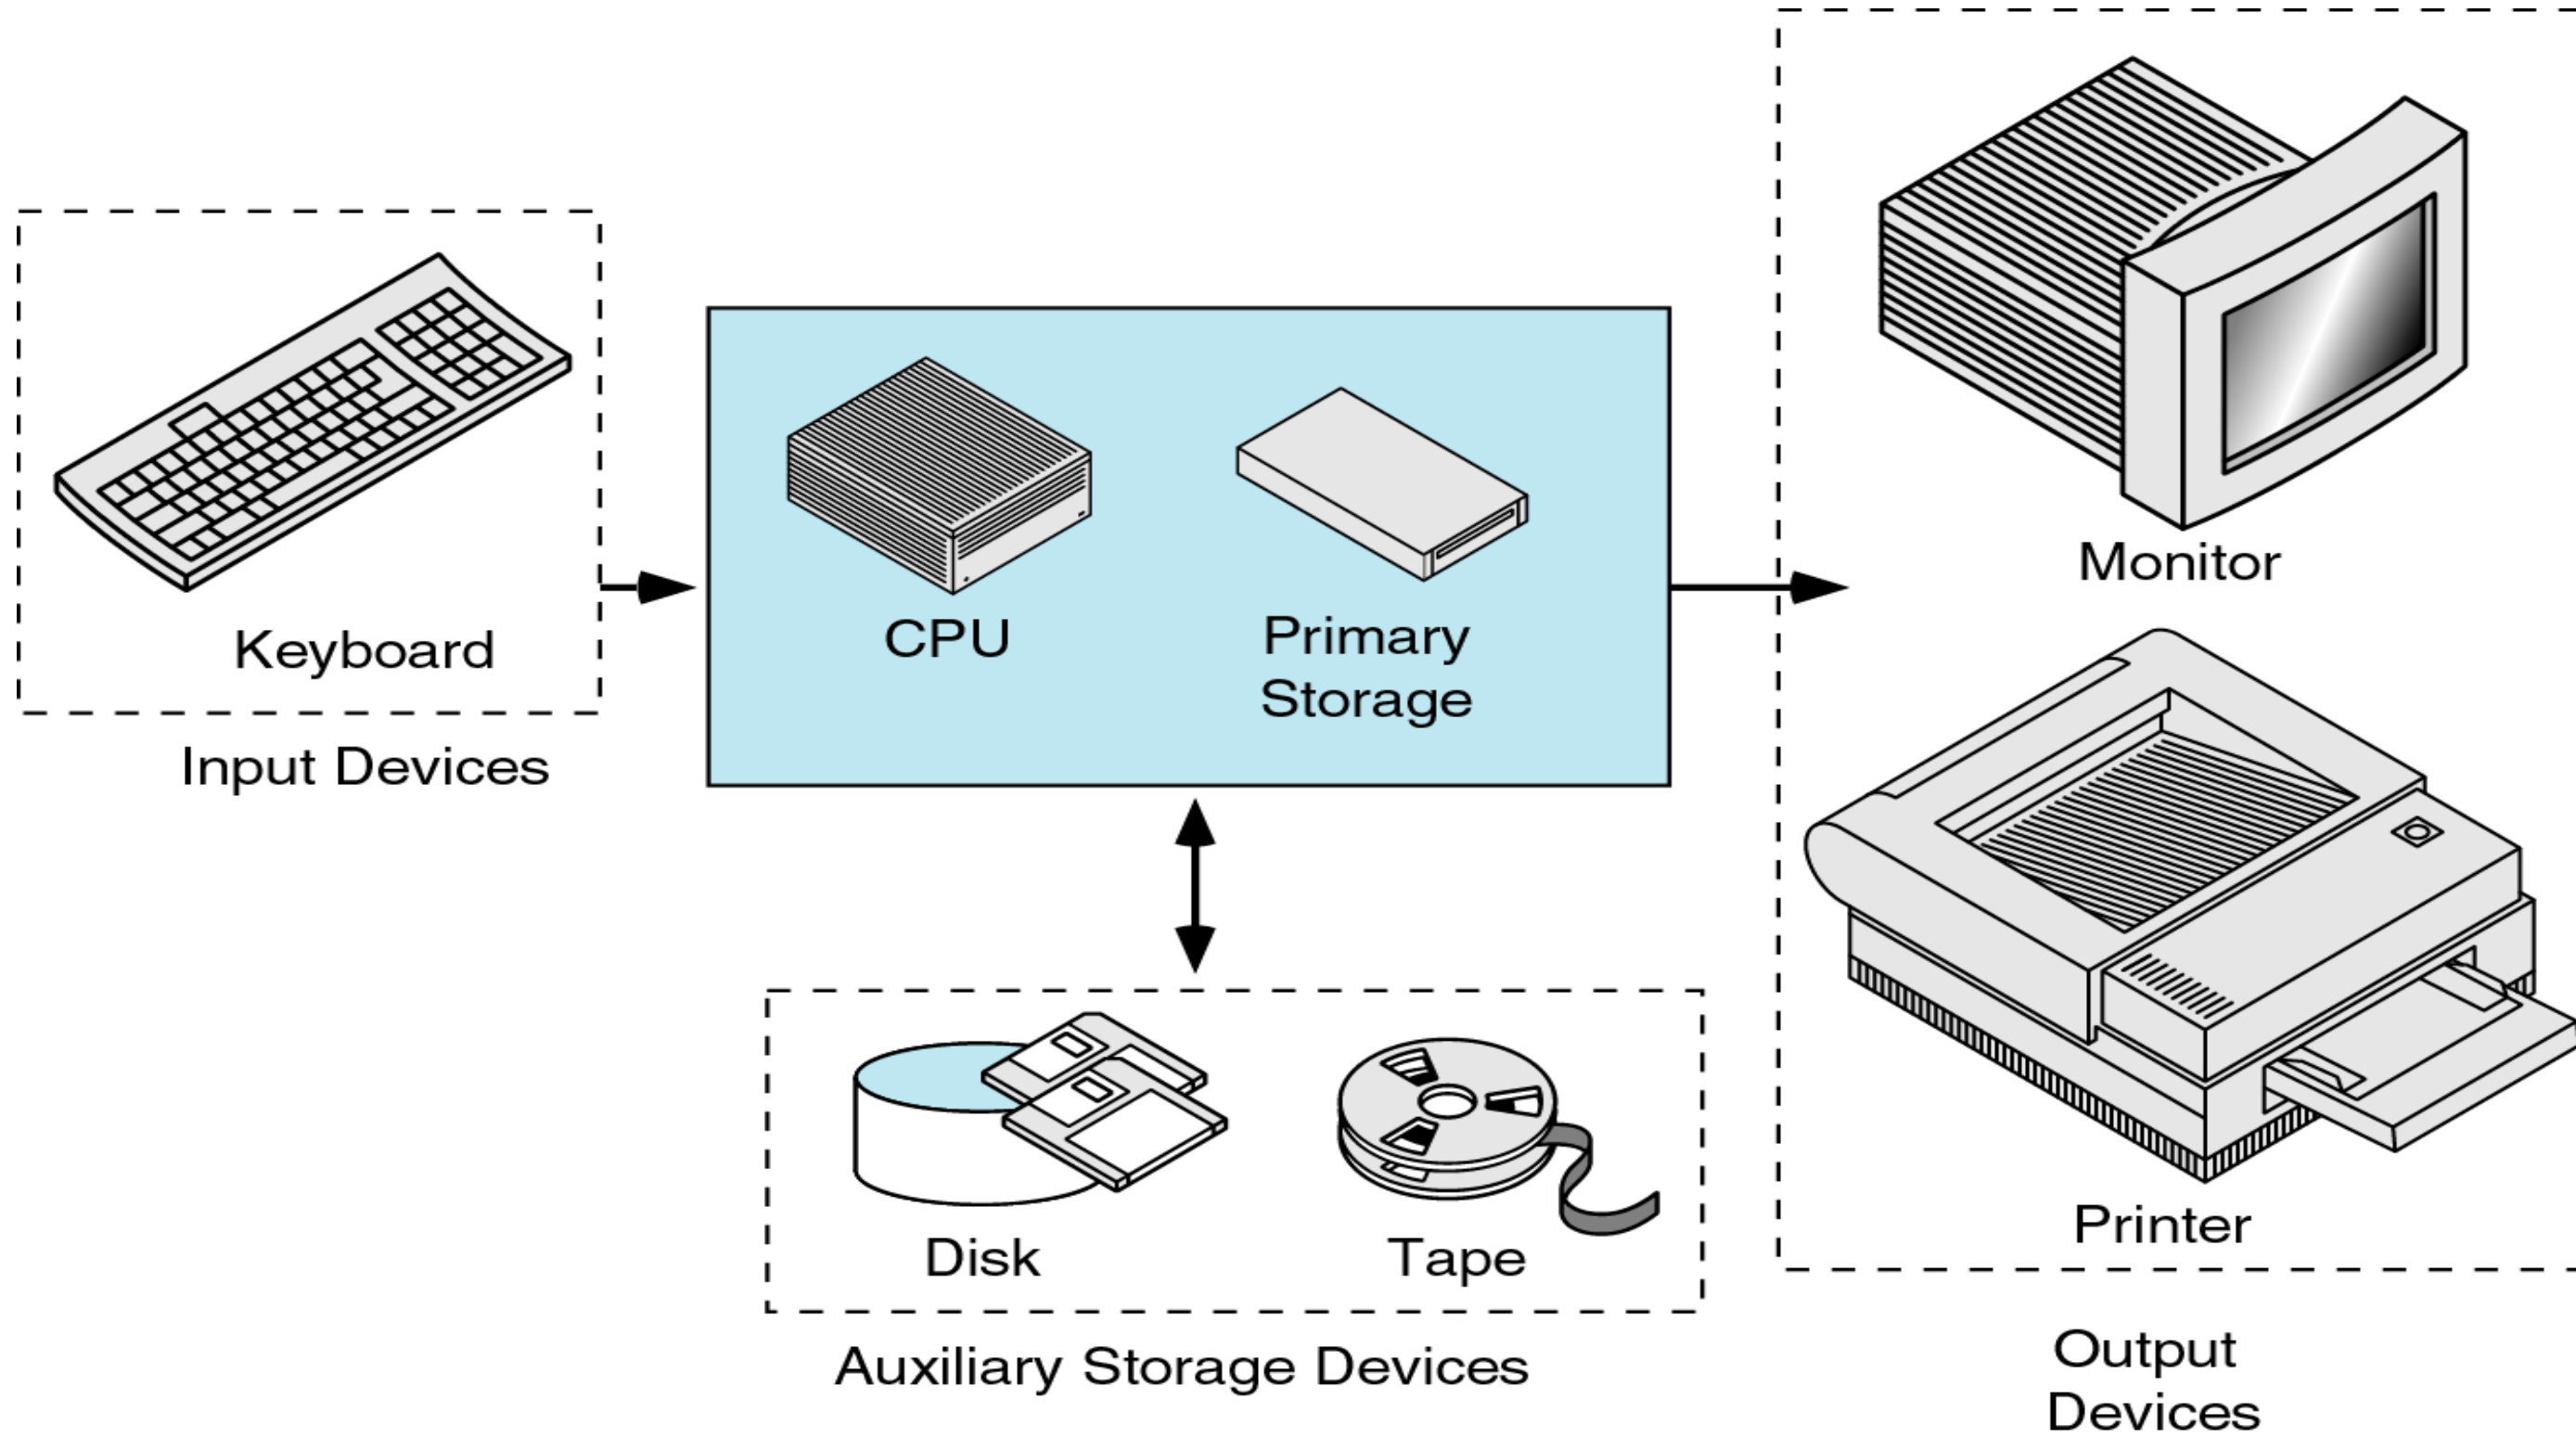 Keyboard
Input Devices
CPU
Primary
Storage
Disk
Tape
Auxiliary Storage Devices
Monitor
Printer
Output
Devices